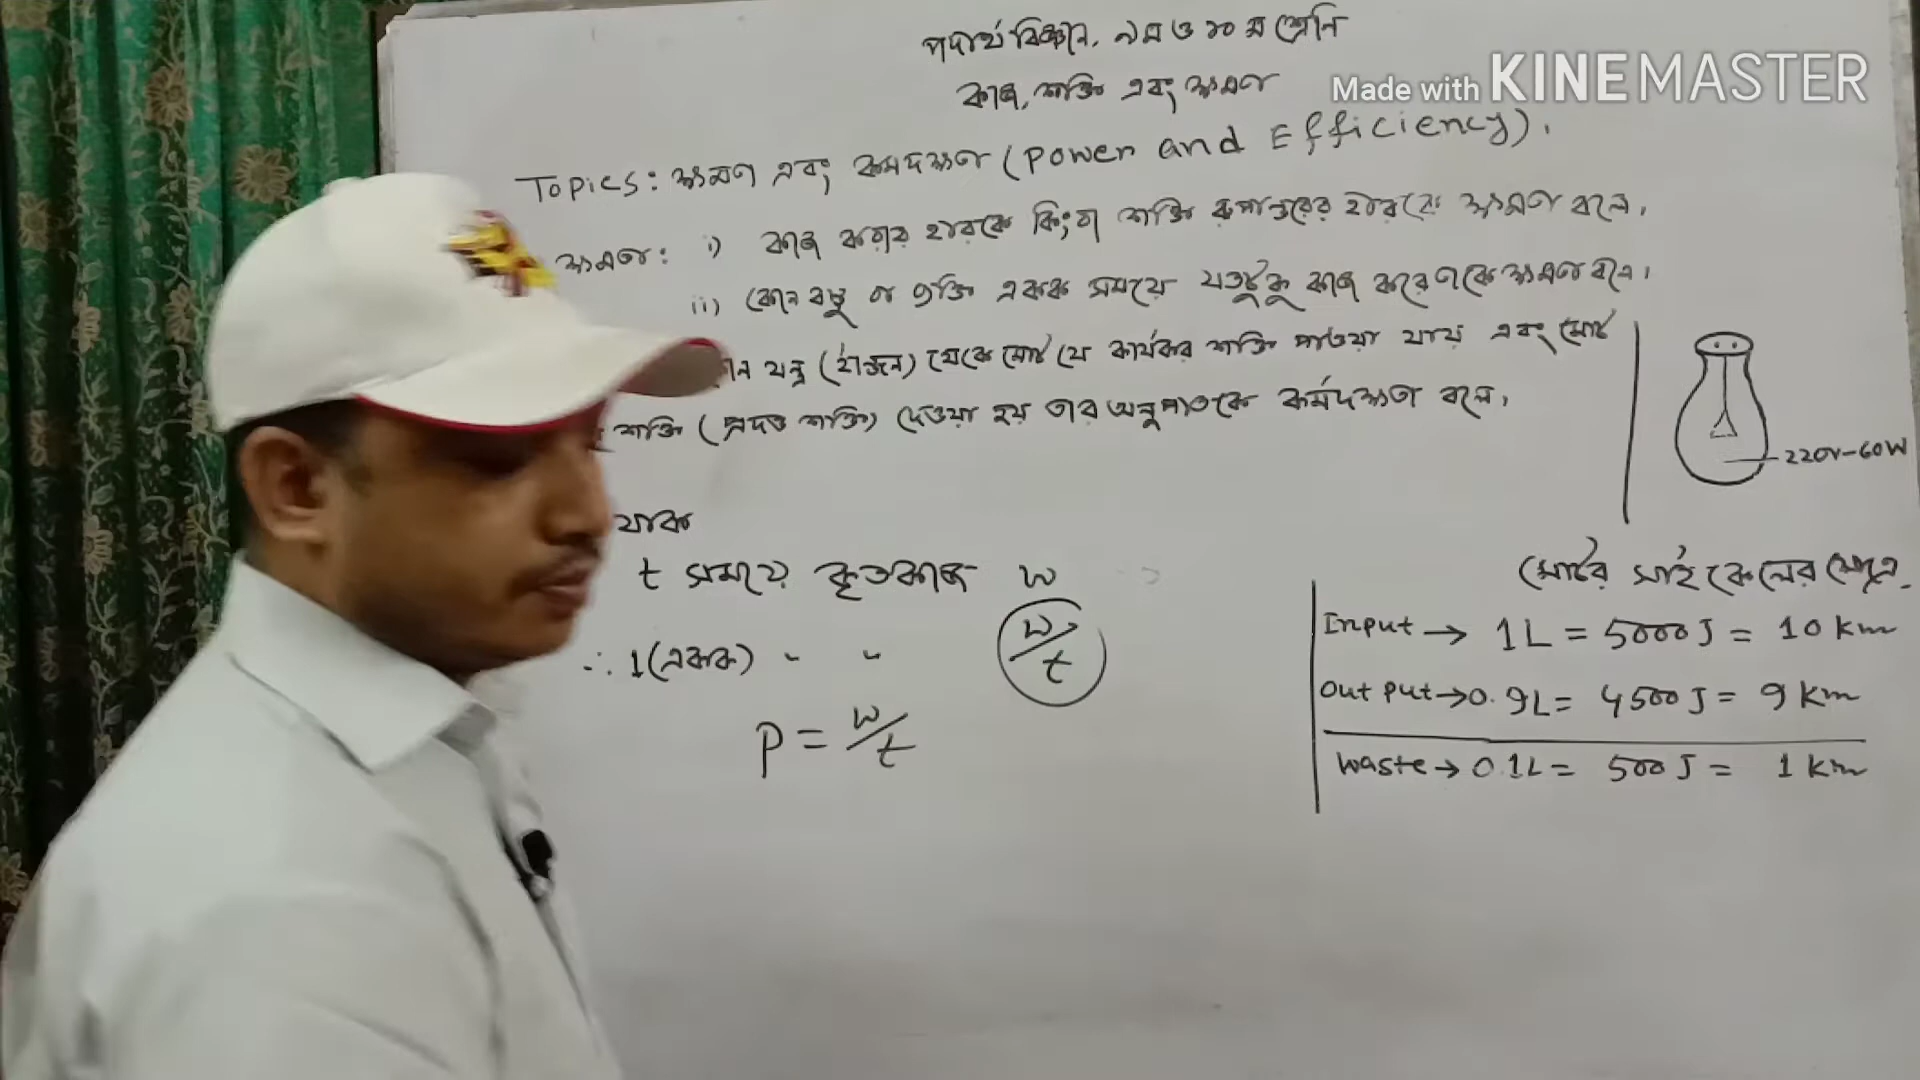 পদার্থ বিজ্ঞান, ৯ম ও ১০ম শ্রেনি
কাজ, শক্তি এবং ক্ষমতা
Made with KINEMASTER
Topics: ক্ষমতা এবং কর্মদক্ষতা (Power and Efficiency).
ক্ষমতা: i) কাজ করার হারকে কিংবা শক্তি রূপান্তরের হারকে ক্ষমতা বলে।
ii) কোন বস্তু বা ব্যক্তি একক সময়ে যতটুকু কাজ করে তাকে ক্ষমতা বলে।
যন্ত্র (ইঞ্জিন) থেকে মোট যে কার্যকর শক্তি পাওয়া যায় এবং মোট
শক্তি (প্রদত্ত শক্তি) দেওয়া হয় তার অনুপাতকে কর্মদক্ষতা বলে।
220V-60W
যাক
t সময়ে কৃতকাজ W
∴ 1(একক) " " W/t
P = W/t
মোটর সাইকেলের ক্ষেত্রে
Input → 1L = 5000J = 10 km
Out put → 0.9L = 4500J = 9 km
Waste → 0.1L = 500J = 1 km